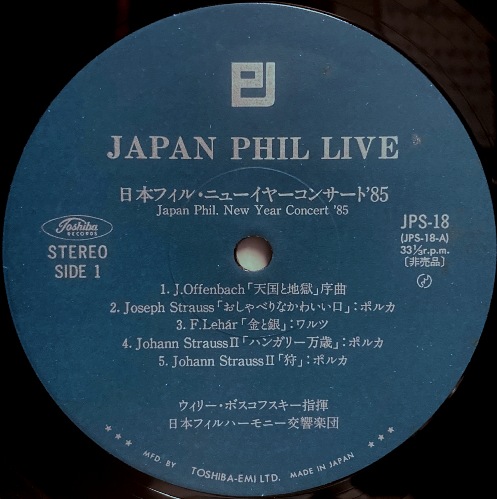 JAPAN PHIL LIVE
日本フィル・ニューイヤーコンサート'85
Japan Phil. New Year Concert '85
Toshiba
RECORDS
STEREO
SIDE 1
JPS-18
(JPS-18-A)
33⅓r.p.m.
〔非売品〕
1. J.Offenbach「天国と地獄」序曲
2. Joseph Strauss「おしゃべりなかわいい口」:ポルカ
3. F.Lehár「金と銀」:ワルツ
4. Johann StraussⅡ「ハンガリー万歳」:ポルカ
5. Johann StraussⅡ「狩」:ポルカ
ウィリー・ボスコフスキー指揮
日本フィルハーモニー交響楽団
★★★ MFD BY TOSHIBA-EMI LTD. MADE IN JAPAN ★★★